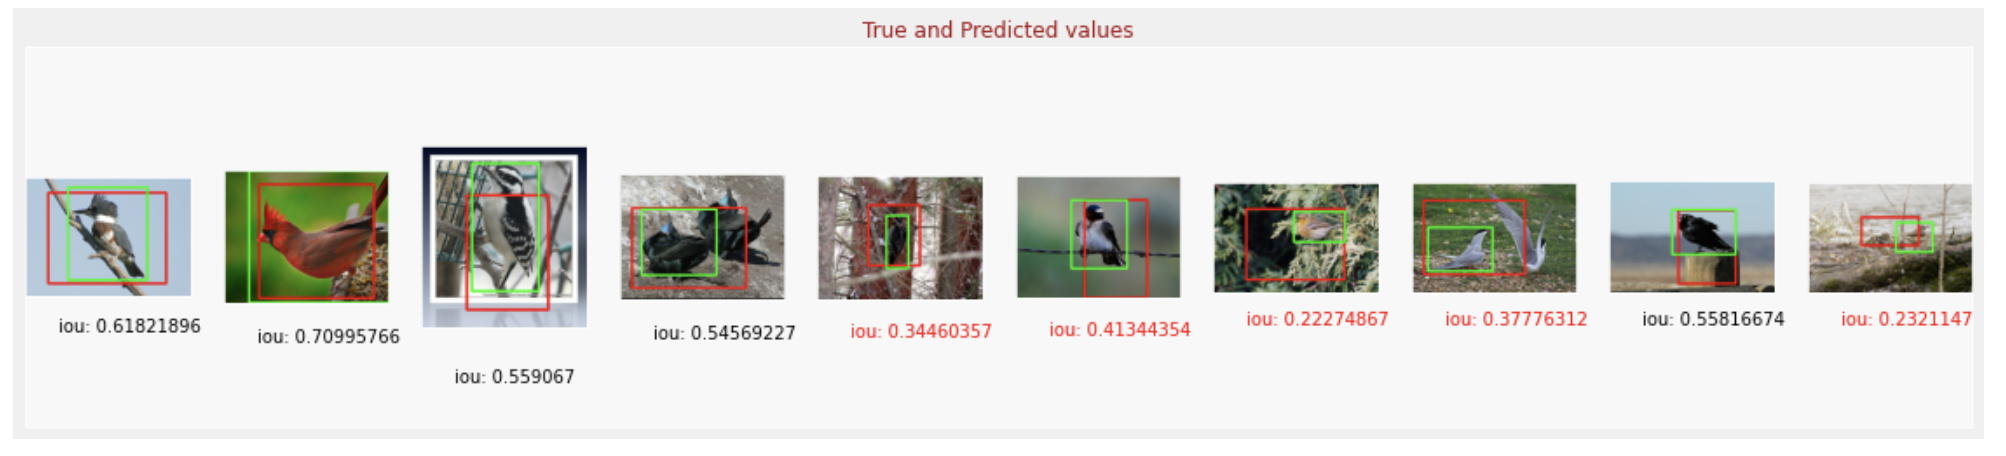 True and Predicted values
iou: 0.61821896
iou: 0.70995766
iou: 0.559067
iou: 0.54569227
iou: 0.34460357
iou: 0.41344354
iou: 0.22274867
iou: 0.37776312
iou: 0.55816674
iou: 0.2321147